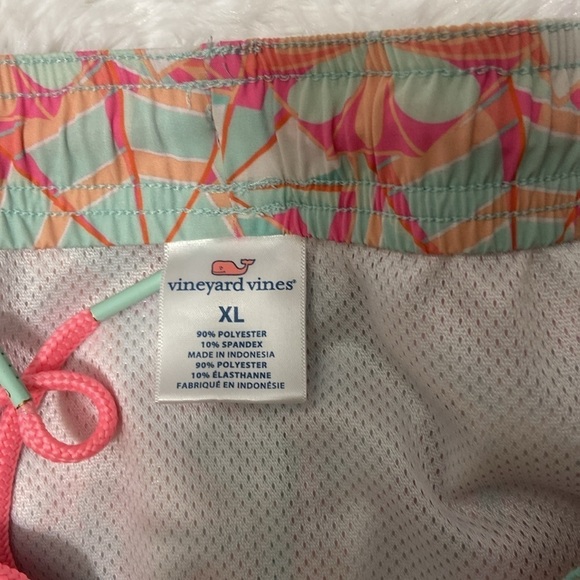 vineyard vines®
XL
90% POLYESTER
10% SPANDEX
MADE IN INDONESIA
90% POLYESTER
10% ÉLASTHANNE
FABRIQUÉ EN INDONÉSIE